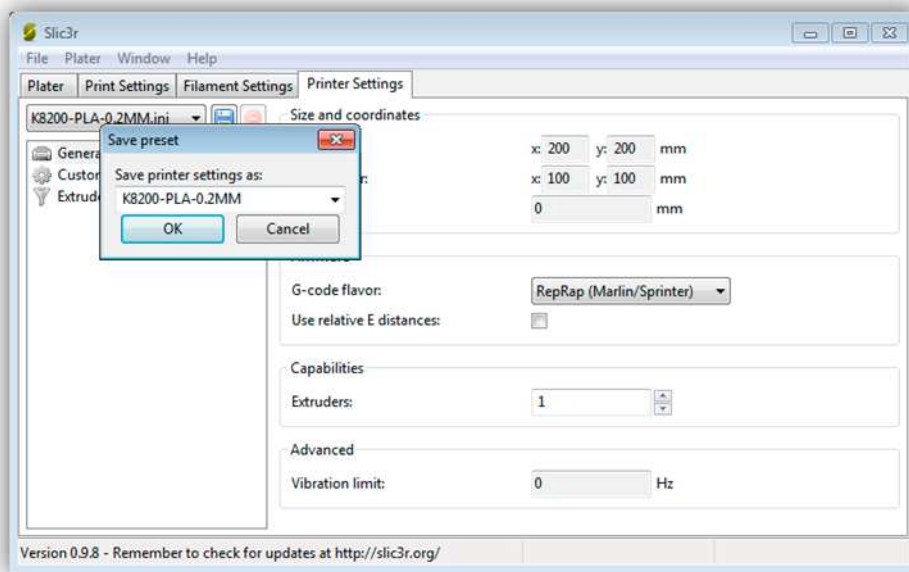 Slic3r
File Plater Window Help
Plater Print Settings Filament Settings Printer Settings
K8200-PLA-0.2MM.ini
Size and coordinates
Save preset
Save printer settings as:
K8200-PLA-0.2MM
OK Cancel
x: 200 y: 200 mm
x: 100 y: 100 mm
0 mm
G-code flavor: RepRap (Marlin/Sprinter)
Use relative E distances:
Capabilities
Extruders: 1
Advanced
Vibration limit: 0 Hz
Version 0.9.8 - Remember to check for updates at http://slic3r.org/